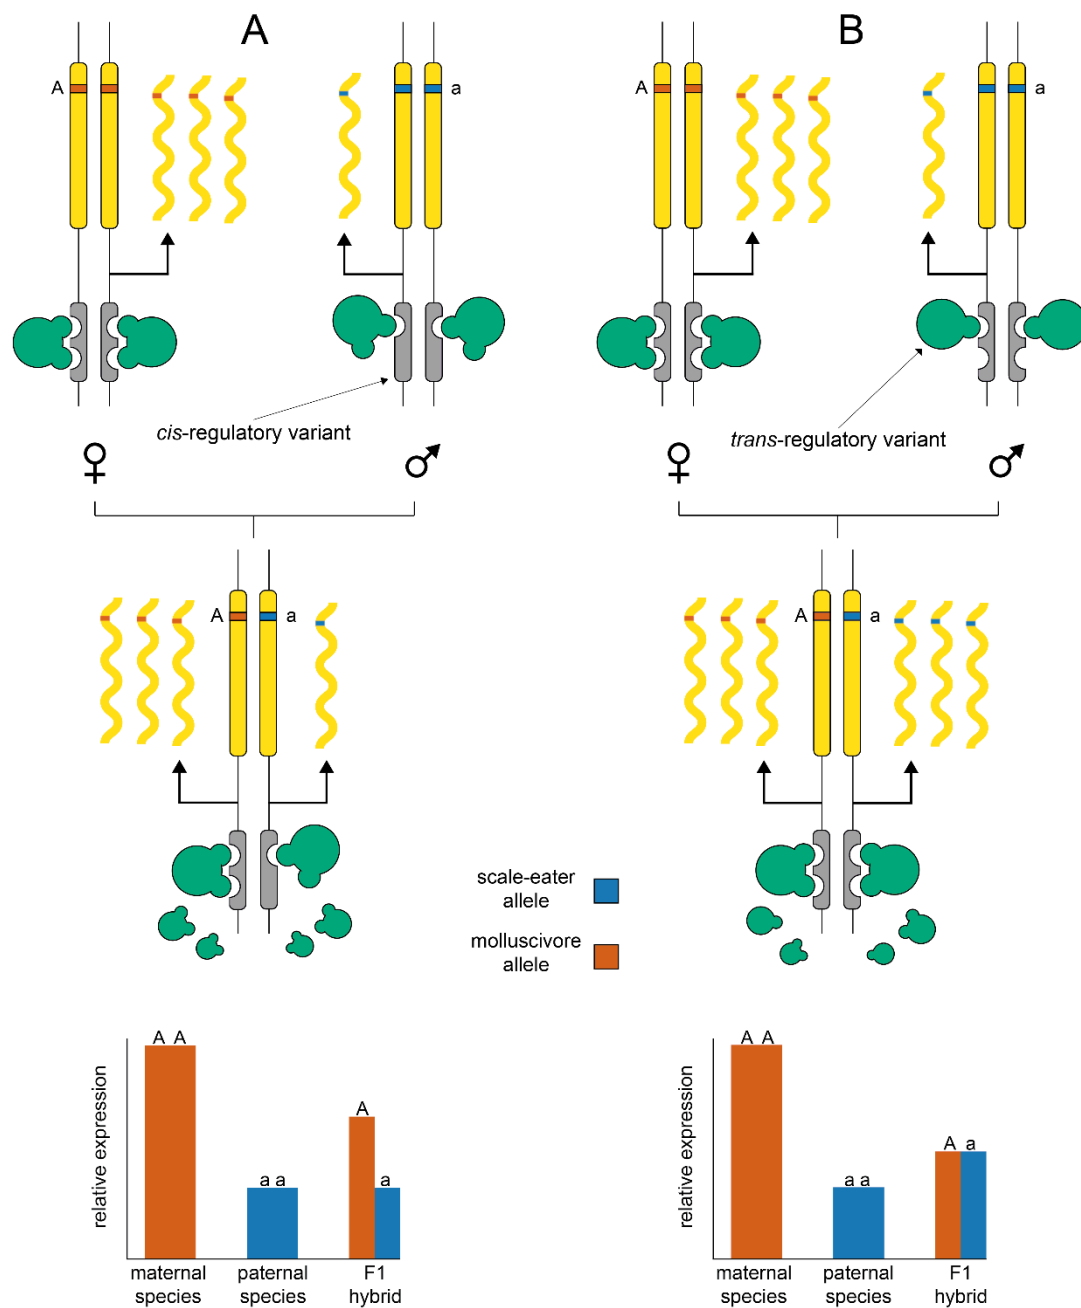 A
B
A
a
A
a
cis-regulatory variant
trans-regulatory variant
♀
♂
♀
♂
A
a
A
a
scale-eater
allele
molluscivore
allele
relative expression
A A
a a
A
a
maternal
species
paternal
species
F1
hybrid
relative expression
A A
a a
A
a
maternal
species
paternal
species
F1
hybrid